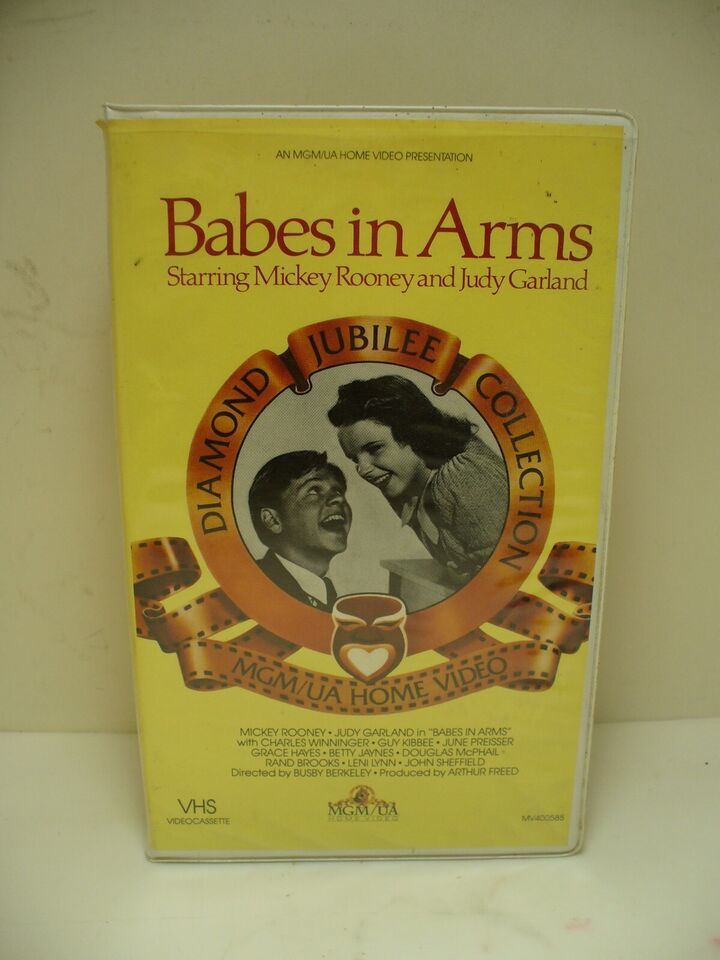 AN MGM/UA HOME VIDEO PRESENTATION
Babes in Arms
Starring Mickey Rooney and Judy Garland
DIAMOND JUBILEE COLLECTION
MGM/UA HOME VIDEO
MICKEY ROONEY • JUDY GARLAND in "BABES IN ARMS"
with CHARLES WINNINGER • GUY KIBBEE • JUNE PREISSER
GRACE HAYES • BETTY JAYNES • DOUGLAS McPHAIL •
RAND BROOKS • LENI LYNN • JOHN SHEFFIELD
Directed by BUSBY BERKELEY • Produced by ARTHUR FREED
VHS
VIDEOCASSETTE
MGM/UA
HOME VIDEO
MV400585